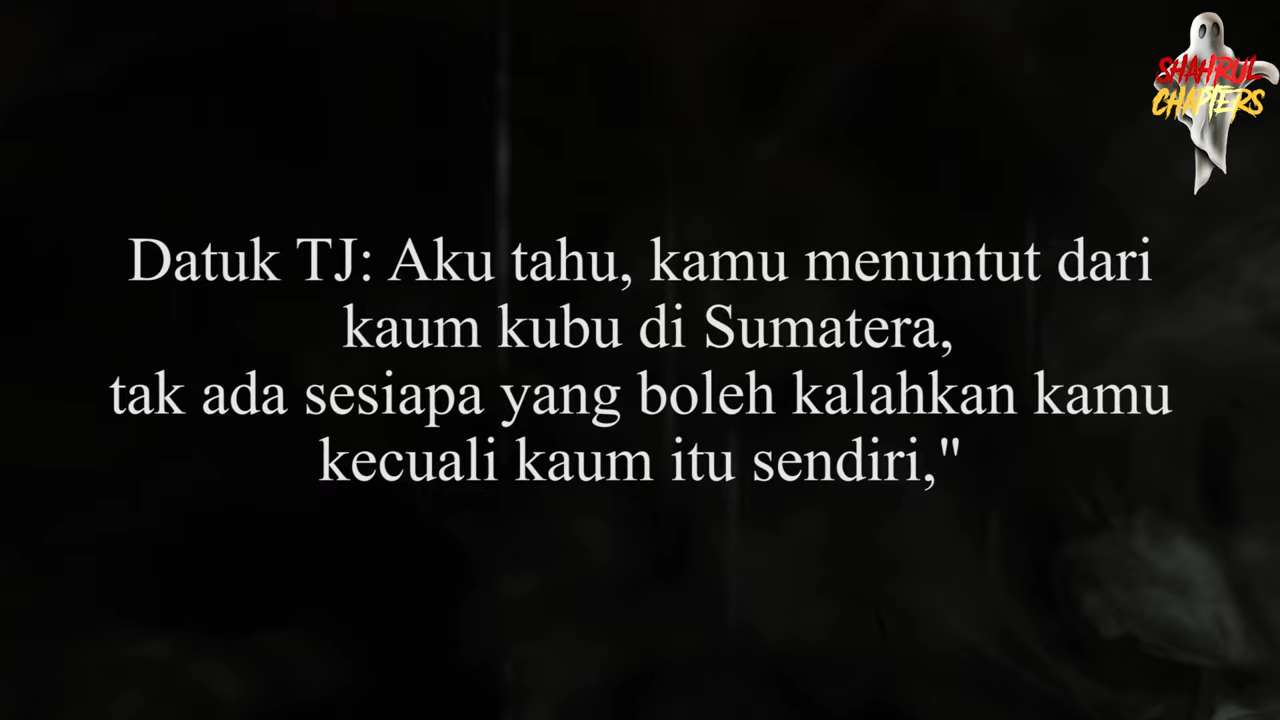 SHAHRUL
CHAPTERS
Datuk TJ: Aku tahu, kamu menuntut dari
kaum kubu di Sumatera,
tak ada sesiapa yang boleh kalahkan kamu
kecuali kaum itu sendiri,"